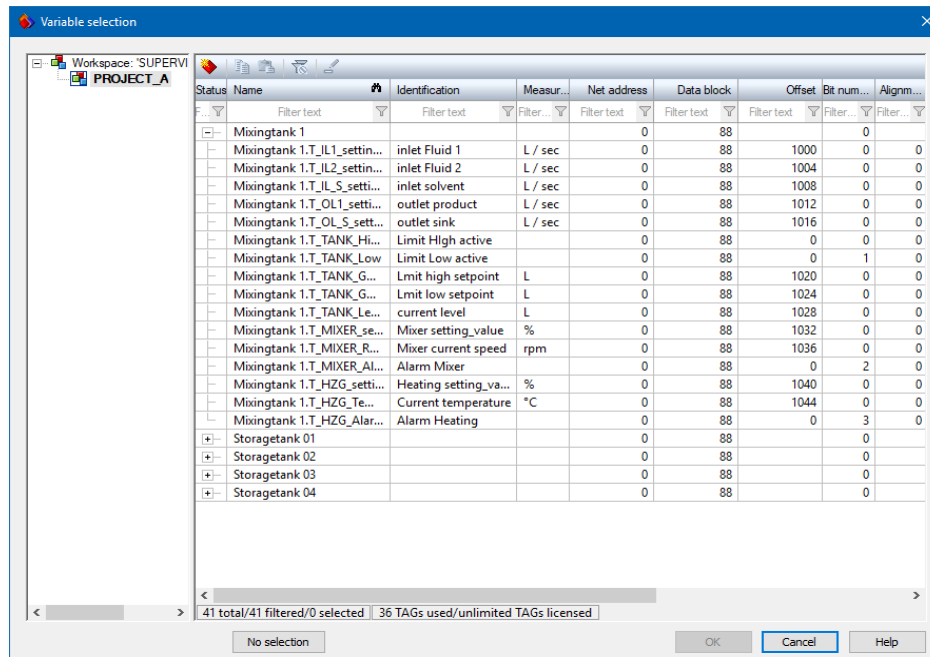 Variable selection
Workspace: 'SUPERVI
PROJECT_A
Status Name Identification Measur... Net address Data block Offset Bit num... Alignm...
F... Filter text Filter text Filter... Filter text Filter text Filter text Filter... Filter...
Mixingtank 1 0 88 0
Mixingtank 1.T_IL1_settin... inlet Fluid 1 L / sec 0 88 1000 0 0
Mixingtank 1.T_IL2_settin... inlet Fluid 2 L / sec 0 88 1004 0 0
Mixingtank 1.T_IL_S_setti... inlet solvent L / sec 0 88 1008 0 0
Mixingtank 1.T_OL1_setti... outlet product L / sec 0 88 1012 0 0
Mixingtank 1.T_OL_S_sett... outlet sink L / sec 0 88 1016 0 0
Mixingtank 1.T_TANK_Hi... Limit HIgh active 0 88 0 0 0
Mixingtank 1.T_TANK_Low Limit Low active 0 88 0 1 0
Mixingtank 1.T_TANK_G... Lmit high setpoint L 0 88 1020 0 0
Mixingtank 1.T_TANK_G... Lmit low setpoint L 0 88 1024 0 0
Mixingtank 1.T_TANK_Le... current level L 0 88 1028 0 0
Mixingtank 1.T_MIXER_se... Mixer setting_value % 0 88 1032 0 0
Mixingtank 1.T_MIXER_R... Mixer current speed rpm 0 88 1036 0 0
Mixingtank 1.T_MIXER_Al... Alarm Mixer 0 88 0 2 0
Mixingtank 1.T_HZG_setti... Heating setting_va... % 0 88 1040 0 0
Mixingtank 1.T_HZG_Te... Current temperature °C 0 88 1044 0 0
Mixingtank 1.T_HZG_Alar... Alarm Heating 0 88 0 3 0
Storagetank 01 0 88 0
Storagetank 02 0 88 0
Storagetank 03 0 88 0
Storagetank 04 0 88 0
41 total/41 filtered/0 selected 36 TAGs used/unlimited TAGs licensed
No selection OK Cancel Help